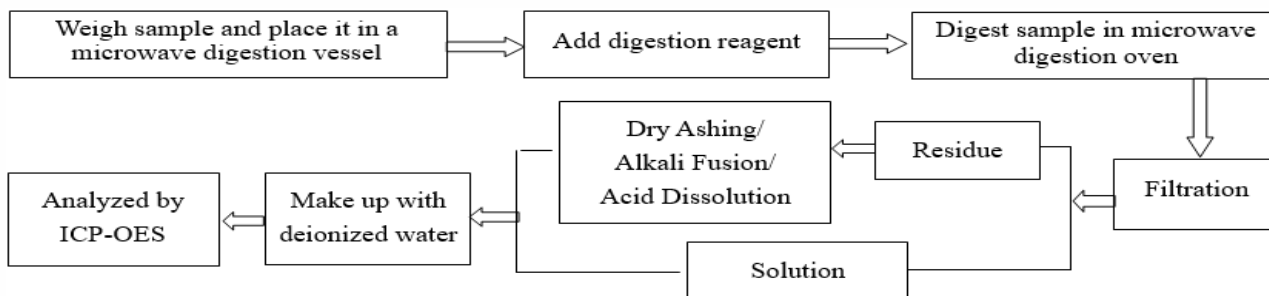 Weigh sample and place it in a
microwave digestion vessel
Add digestion reagent
Digest sample in microwave
digestion oven
Filtration
Residue
Dry Ashing/
Alkali Fusion/
Acid Dissolution
Solution
Make up with
deionized water
Analyzed by
ICP-OES